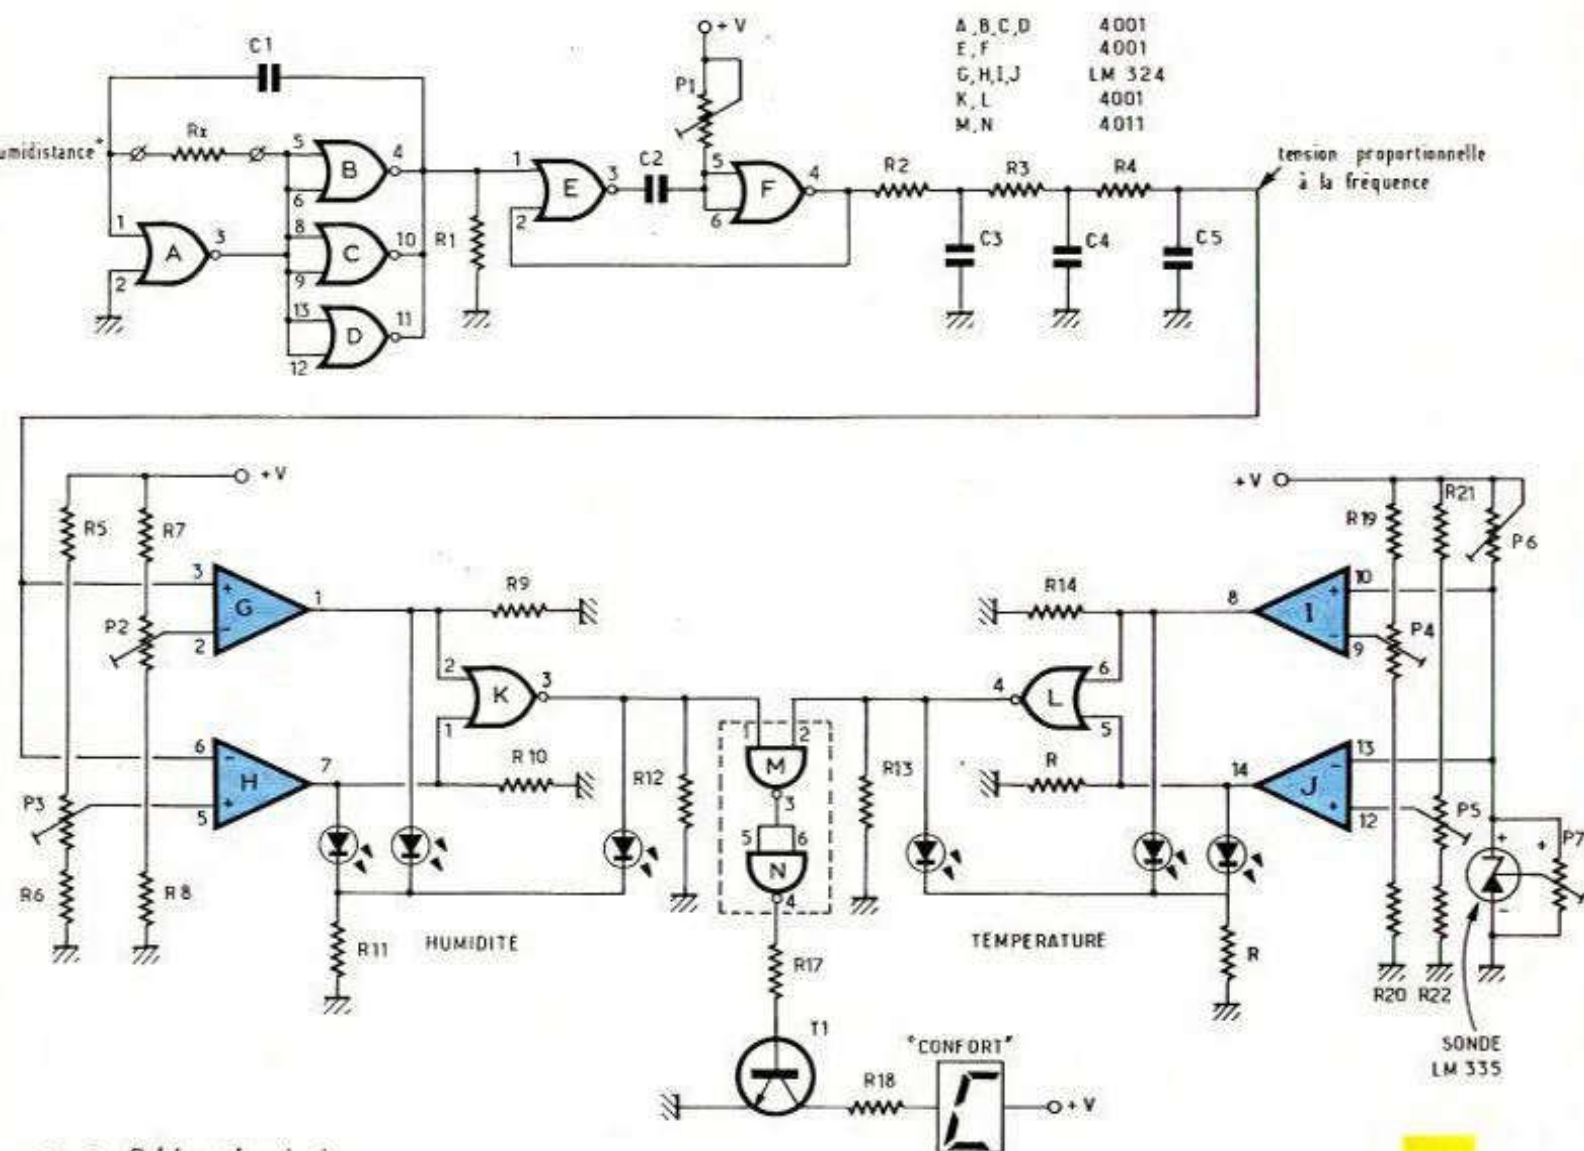 A,B,C,D 4001
E,F 4001
G,H,I,J LM 324
K,L 4001
M,N 4011
C1
+V
P1
Rx
5
B
4
6
1
A
3
2
8
C
10
9
13
D
11
12
R1
1
E
3
2
C2
5
F
4
6
R2
R3
R4
C3
C4
C5
tension proportionnelle
à la fréquence
+V
R5
R7
3
+
G
1
P2
-
2
R9
2
K
3
1
6
-
H
7
P3
+
5
R10
R6
R8
R11
HUMIDITE
R12
1
2
M
3
5
6
N
4
R17
T1
R18
"CONFORT"
+V
+V
R19
R21
P6
R14
8
I
+
10
-
9
P4
6
L
4
5
R
14
J
-
13
+
12
P5
R13
+
P7
+
-
TEMPERATURE
R
R20
R22
SONDE
LM 335